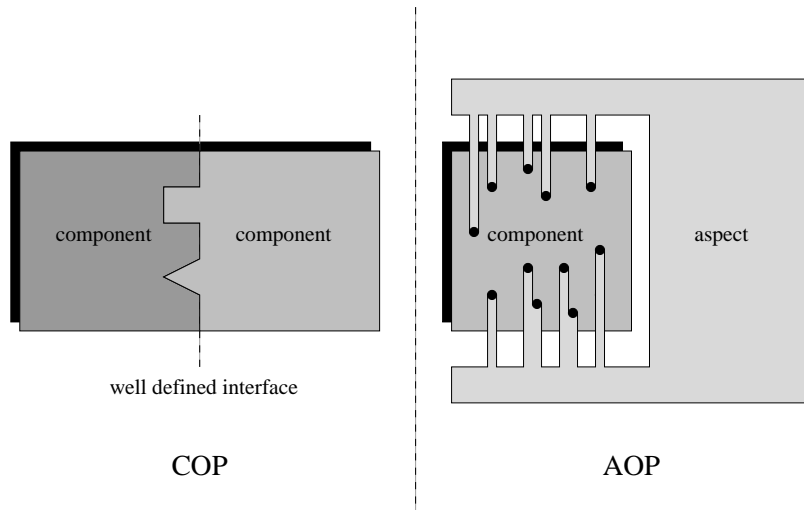 component
component
well defined interface
COP
component
aspect
AOP